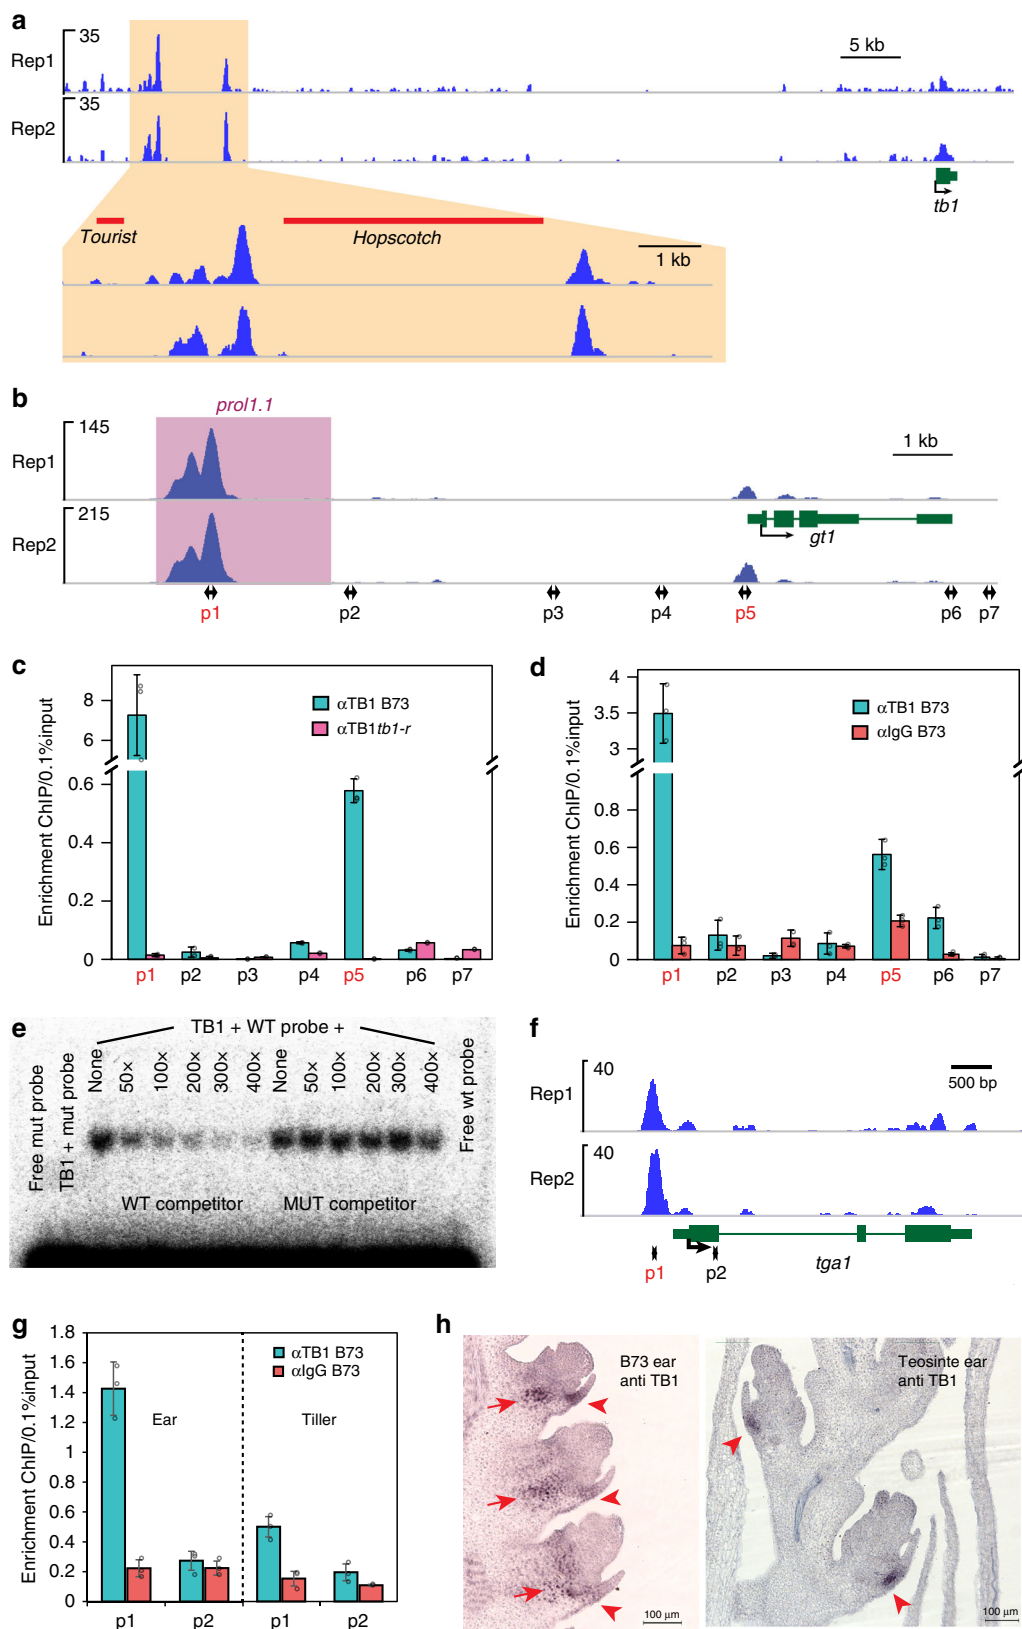 a
35
Rep1
5 kb
35
Rep2
tb1
Tourist
Hopscotch
1 kb
b
prol1.1
145
Rep1
1 kb
215
Rep2
gt1
p1
p2
p3
p4
p5
p6
p7
c
Enrichment ChIP/0.1%input
8
6
0.6
0.4
0.2
0
αTB1 B73
αTB1tb1-r
p1
p2
p3
p4
p5
p6
p7
d
Enrichment ChIP/0.1%input
4
3.5
3
0.8
0.6
0.4
0.2
0
αTB1 B73
αIgG B73
p1
p2
p3
p4
p5
p6
p7
e
TB1 + WT probe +
Free mut probe
TB1 + mut probe
None
50×
100×
200×
300×
400×
None
50×
100×
200×
300×
400×
Free wt probe
WT competitor
MUT competitor
f
40
500 bp
Rep1
40
Rep2
p1
p2
tga1
g
Enrichment ChIP/0.1%input
1.8
1.6
1.4
1.2
1
0.8
0.6
0.4
0.2
0
αTB1 B73
αIgG B73
Ear
Tiller
p1
p2
p1
p2
h
B73 ear
anti TB1
100 µm
Teosinte ear
anti TB1
100 µm